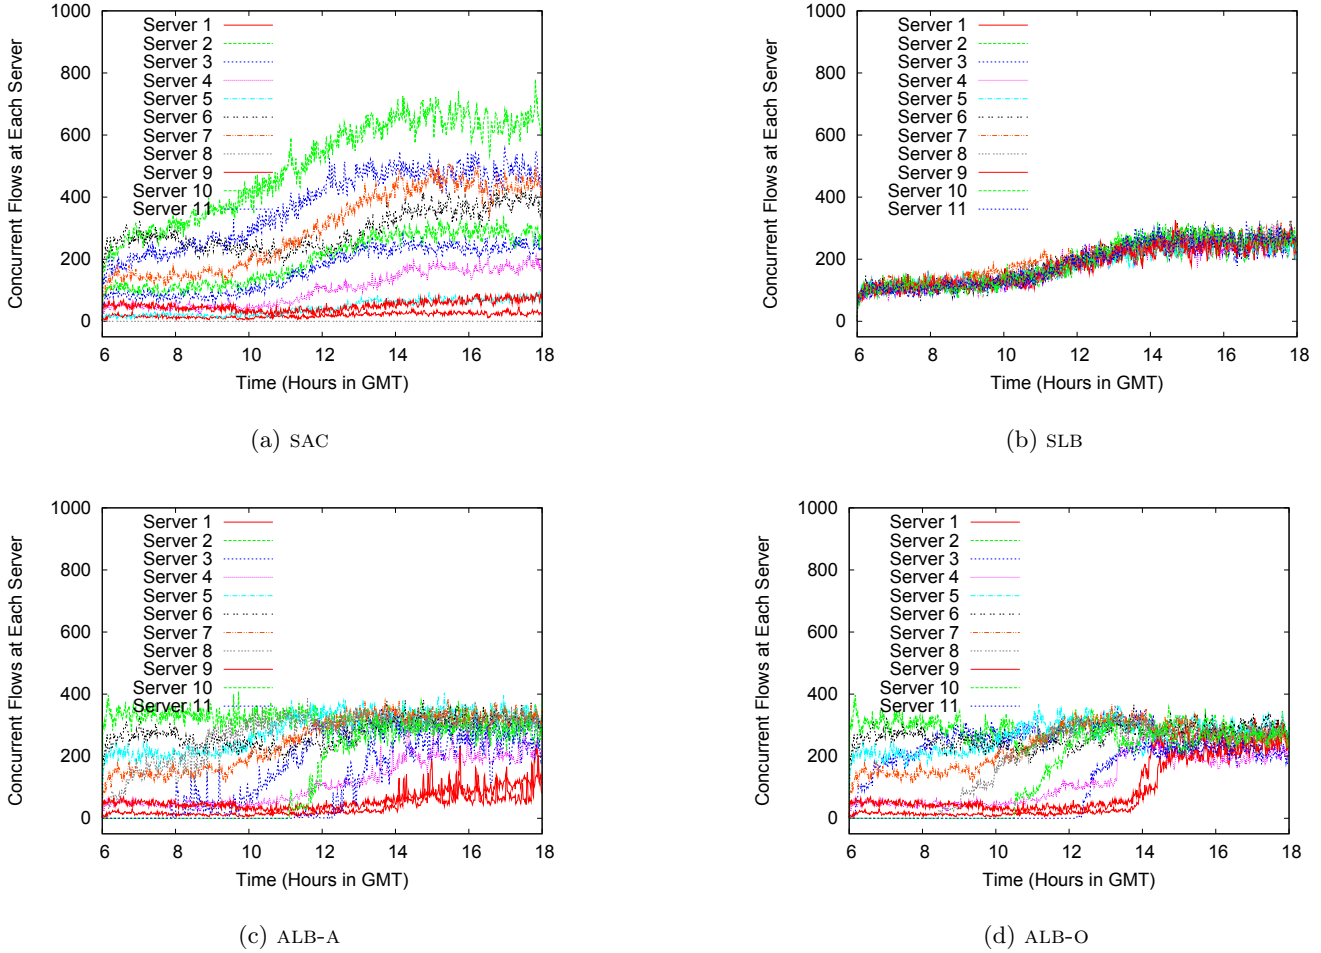 Concurrent Flows at Each Server
1000
800
600
400
200
0
Server 1
Server 2
Server 3
Server 4
Server 5
Server 6
Server 7
Server 8
Server 9
Server 10
Server 11
6 8 10 12 14 16 18
Time (Hours in GMT)
(a) SAC
Concurrent Flows at Each Server
1000
800
600
400
200
0
Server 1
Server 2
Server 3
Server 4
Server 5
Server 6
Server 7
Server 8
Server 9
Server 10
Server 11
6 8 10 12 14 16 18
Time (Hours in GMT)
(b) SLB
Concurrent Flows at Each Server
1000
800
600
400
200
0
Server 1
Server 2
Server 3
Server 4
Server 5
Server 6
Server 7
Server 8
Server 9
Server 10
Server 11
6 8 10 12 14 16 18
Time (Hours in GMT)
(c) ALB-A
Concurrent Flows at Each Server
1000
800
600
400
200
0
Server 1
Server 2
Server 3
Server 4
Server 5
Server 6
Server 7
Server 8
Server 9
Server 10
Server 11
6 8 10 12 14 16 18
Time (Hours in GMT)
(d) ALB-O